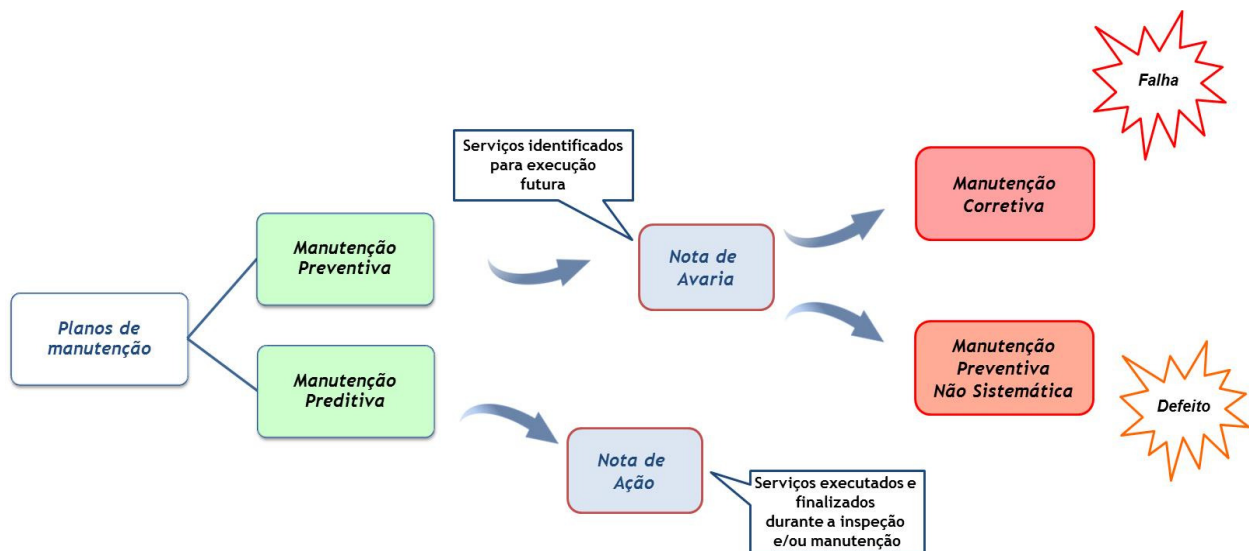 Falha
Serviços identificados
para execução
futura
Manutenção
Corretiva
Manutenção
Preventiva
Nota de
Avaria
Planos de
manutenção
Manutenção
Preditiva
Manutenção
Preventiva
Não Sistemática
Defeito
Nota de
Ação
Serviços executados e
finalizados
durante a inspeção
e/ou manutenção